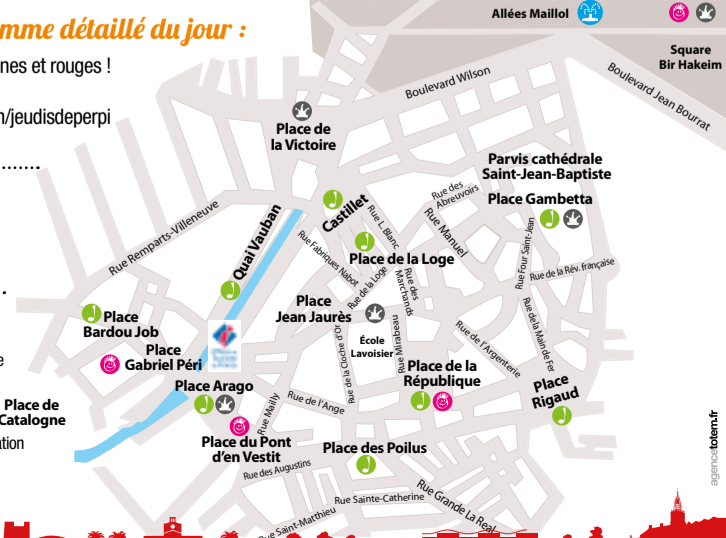 mme détaillé du jour :
nes et rouges !
n/jeudisdeperpi
Allées Maillol
Square
Bir Hakeim
Boulevard Wilson
Boulevard Jean Bourrat
Place de
la Victoire
Parvis cathédrale
Saint-Jean-Baptiste
Place Gambetta
Rue des
Abreuvoirs
Rue Manuel
Castillet
Rue L. Blanc
Rue Remparts-Villeneuve
Quai Vauban
Rue Fabriques Nabot
Place de la Loge
Rue de la Loge
Rue des
Marchands
Rue Four Saint-Jean
Rue de la Rév. française
Place
Jean Jaurès
Place
Bardou Job
Place
Gabriel Péri
École
Lavoisier
Rue de la Cloche d'Or
Rue Mirabeau
Rue de l'Argenterie
Rue de la Main de Fer
Place de la
République
Place
Rigaud
Place Arago
Place de
Catalogne
e
ation
Rue Mailly
Rue de l'Ange
Place du Pont
d'en Vestit
Place des Poilus
Rue des Augustins
Rue Sainte-Catherine
Rue Grande La Real
Rue Saint-Matthieu
agencetotem.fr